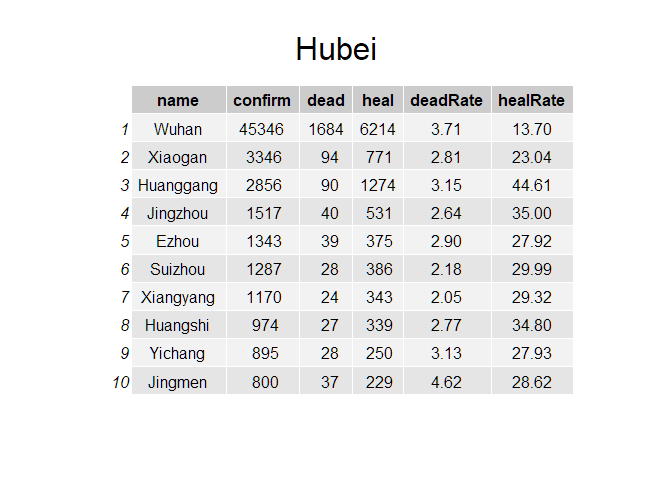 Hubei
name confirm dead heal deadRate healRate
1 Wuhan 45346 1684 6214 3.71 13.70
2 Xiaogan 3346 94 771 2.81 23.04
3 Huanggang 2856 90 1274 3.15 44.61
4 Jingzhou 1517 40 531 2.64 35.00
5 Ezhou 1343 39 375 2.90 27.92
6 Suizhou 1287 28 386 2.18 29.99
7 Xiangyang 1170 24 343 2.05 29.32
8 Huangshi 974 27 339 2.77 34.80
9 Yichang 895 28 250 3.13 27.93
10 Jingmen 800 37 229 4.62 28.62